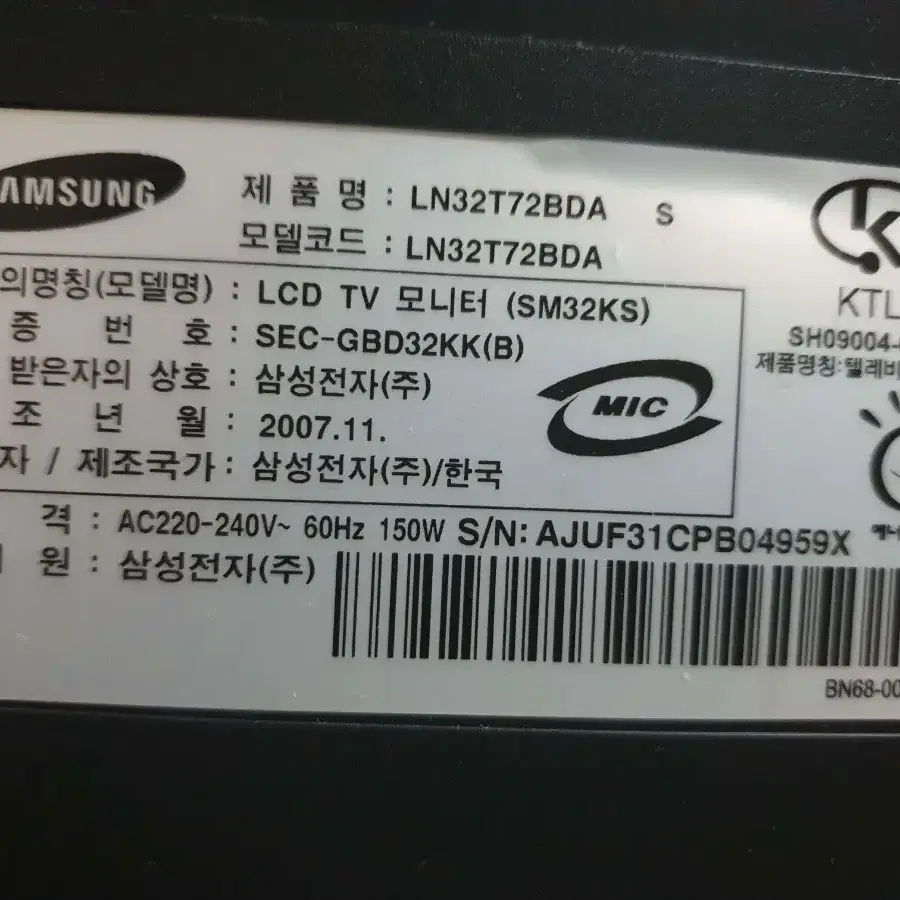 SAMSUNG
제 품 명 : LN32T72BDA S
모델코드 : LN32T72BDA
의명칭(모델명) : LCD TV 모니터 (SM32KS)
증 번 호 : SEC-GBD32KK(B)
받은자의 상호 : 삼성전자(주)
조 년 월 : 2007.11.
자 / 제조국가 : 삼성전자(주)/한국
MIC
격 : AC220-240V~ 60Hz 150W S/N: AJUF31CPB04959X
원 : 삼성전자(주)
K
KTL
SH09004-
제품명칭:텔레비
에너
BN68-00